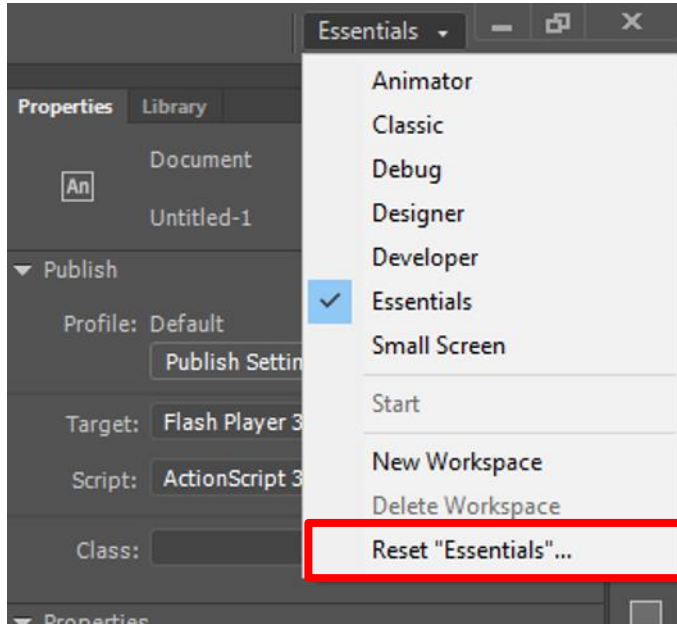 Essentials
Properties Library
An
Document
Untitled-1
Publish
Profile: Default
Publish Settin
Target: Flash Player 3
Script: ActionScript 3
Class:
Properties
Animator
Classic
Debug
Designer
Developer
Essentials
Small Screen
Start
New Workspace
Delete Workspace
Reset "Essentials"...